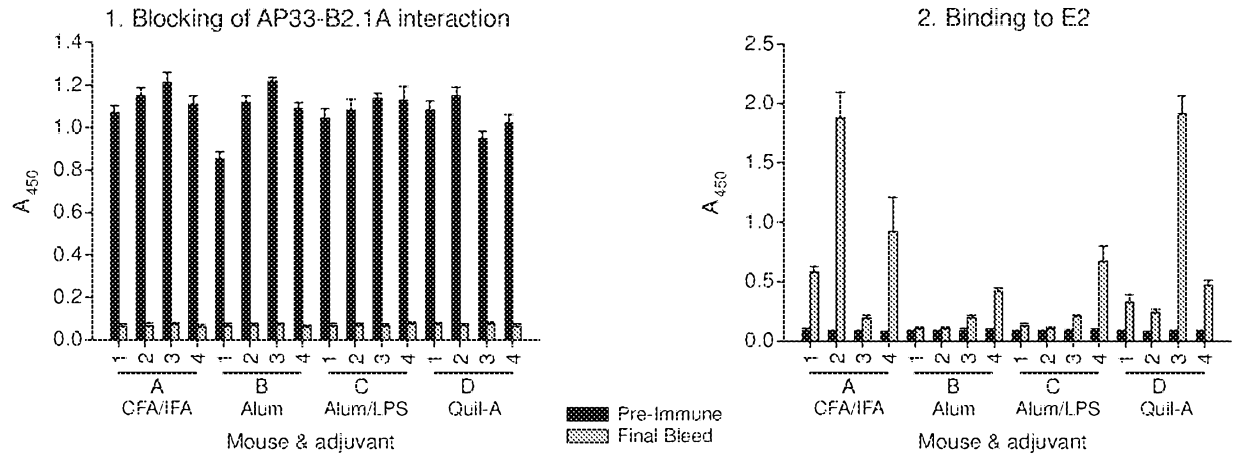 1. Blocking of AP33-B2.1A interaction
A450
1.4
1.2
1.0
0.8
0.6
0.4
0.2
0.0
1 2 3 4 1 2 3 4 1 2 3 4 1 2 3 4
A B C D
CFA/IFA Alum Alum/LPS Quil-A
Mouse & adjuvant
Pre-Immune
Final Bleed
2. Binding to E2
A450
2.5
2.0
1.5
1.0
0.5
0.0
1 2 3 4 1 2 3 4 1 2 3 4 1 2 3 4
A B C D
CFA/IFA Alum Alum/LPS Quil-A
Mouse & adjuvant